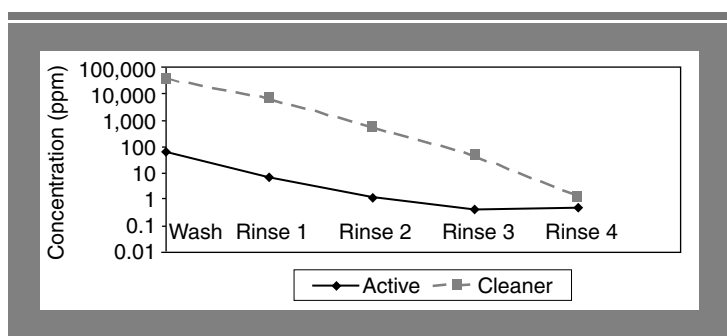 Concentration (ppm)
100,000
10,000
1,000
100
10
1
0.1
0.01
Wash Rinse 1 Rinse 2 Rinse 3 Rinse 4
Active Cleaner